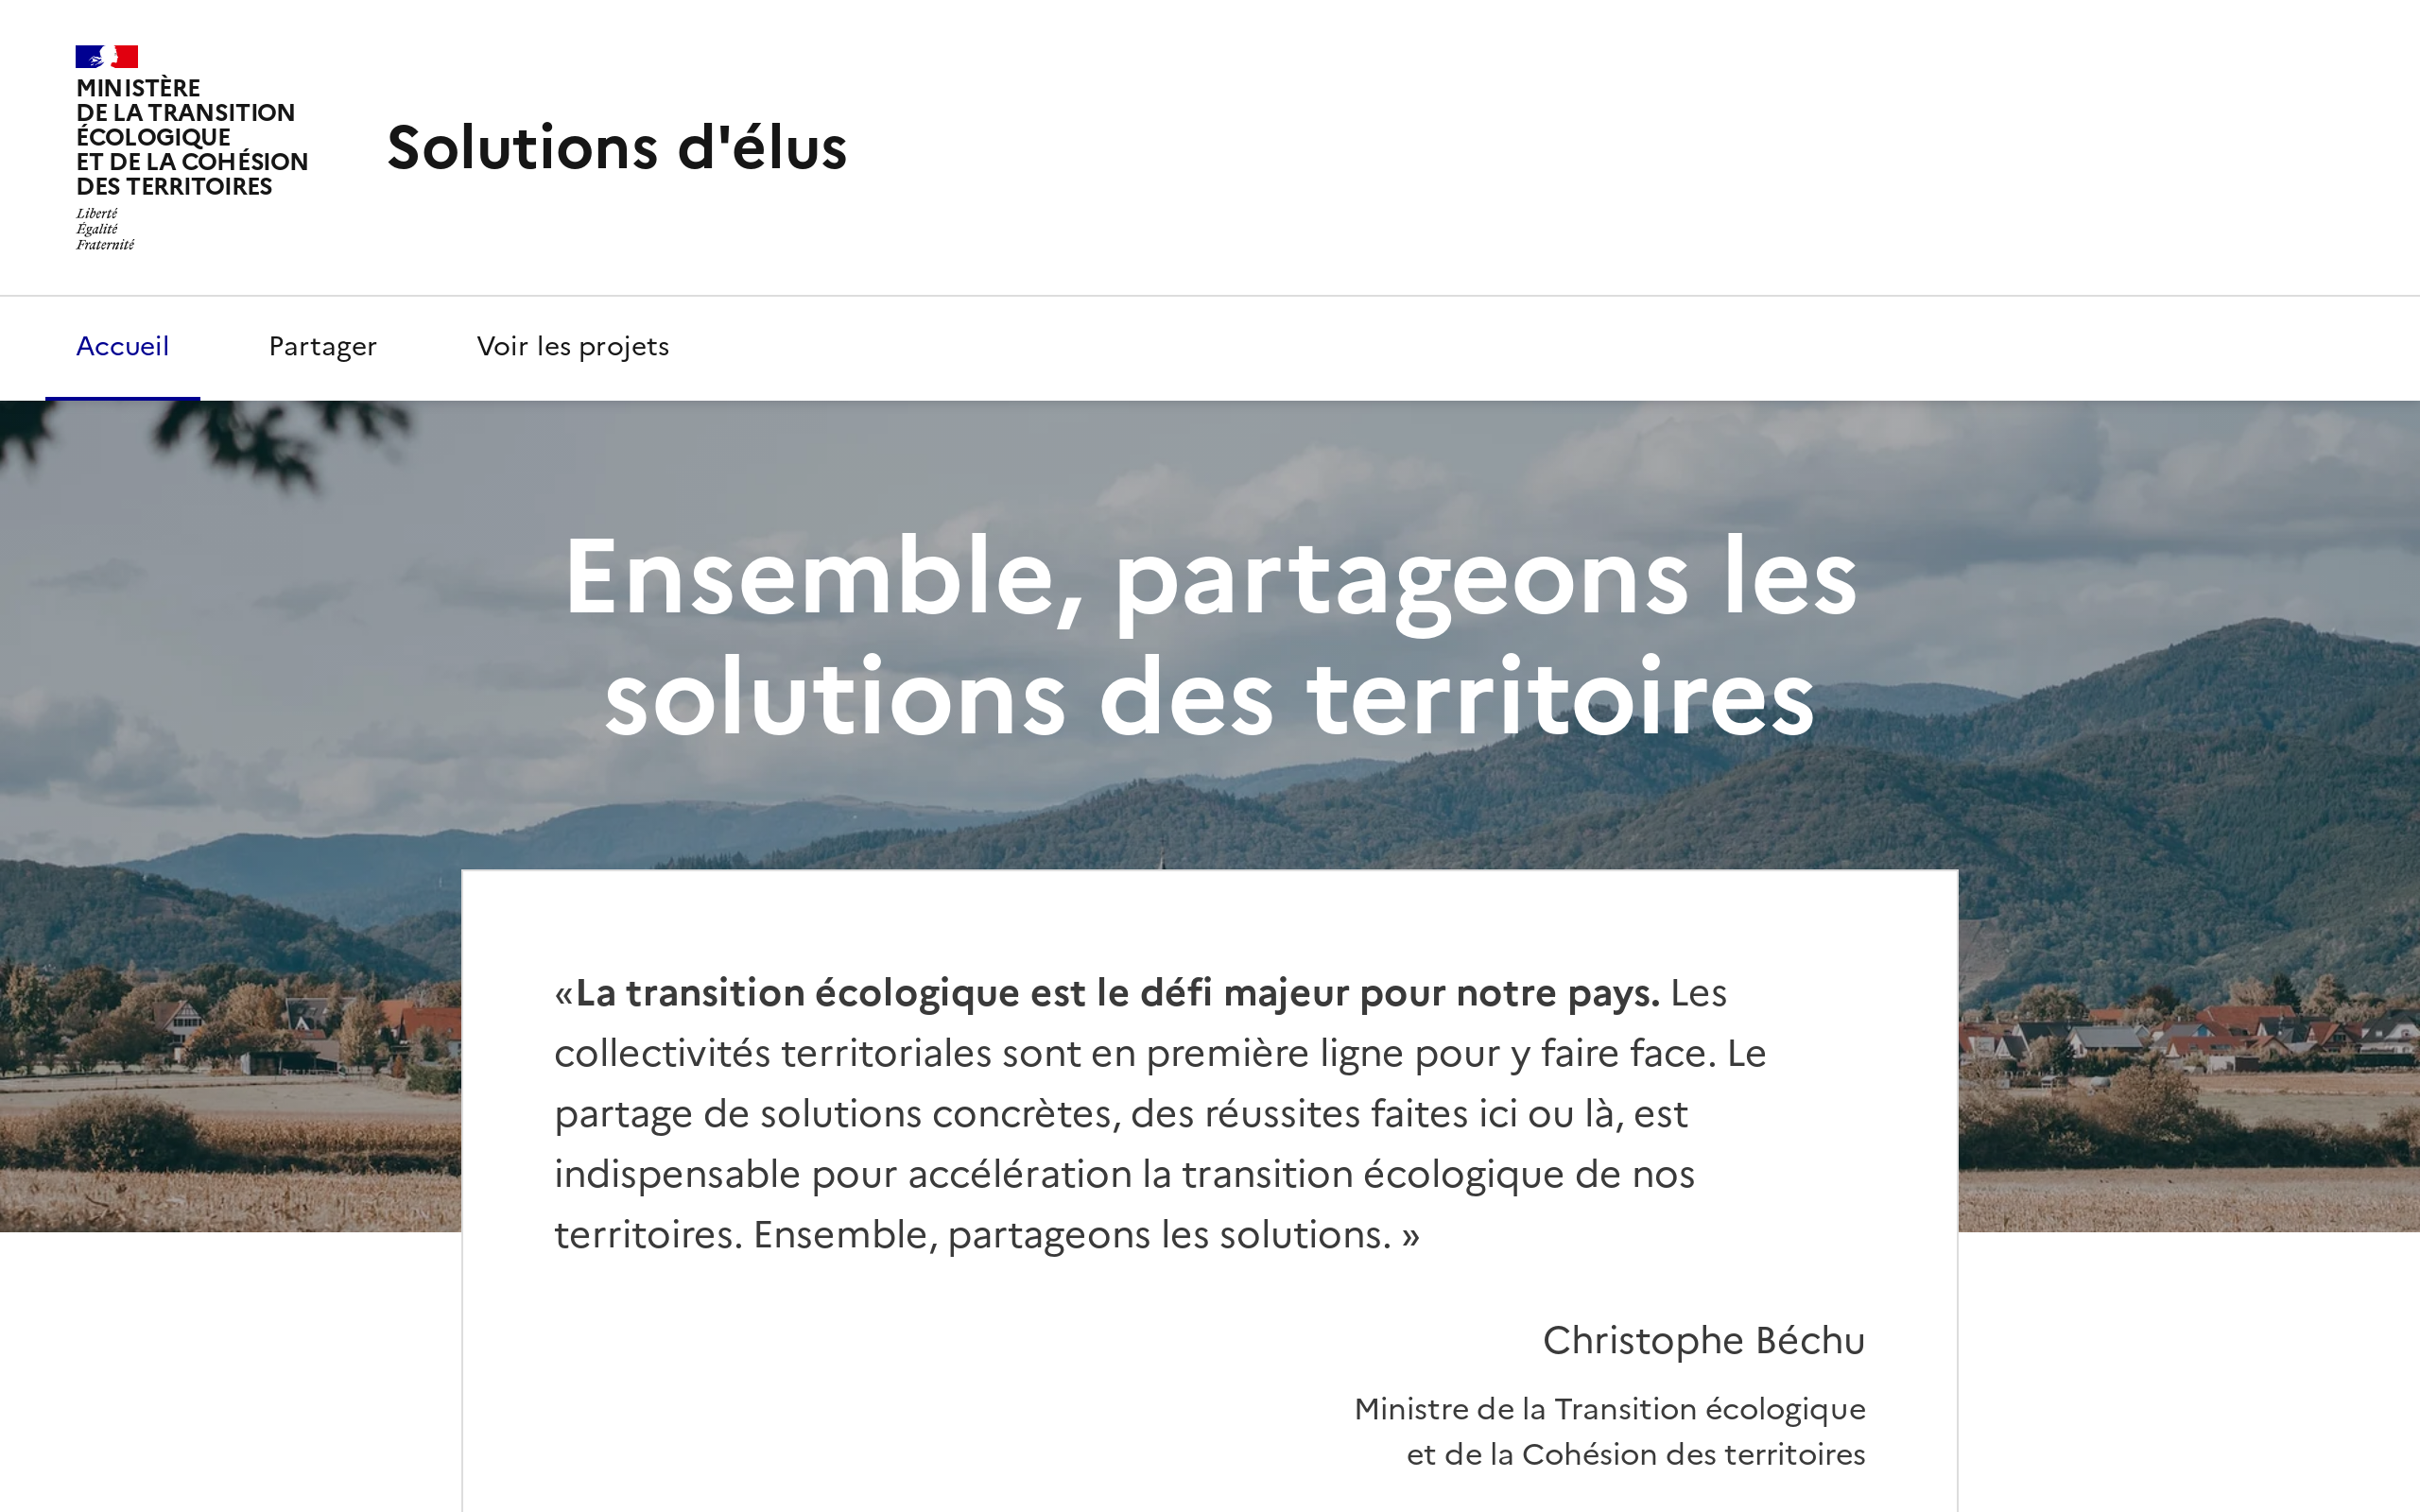 MINISTÈRE
DE LA TRANSITION
ÉCOLOGIQUE
ET DE LA COHÉSION
DES TERRITOIRES
Liberté
Égalité
Fraternité
Solutions d'élus
Accueil
Partager
Voir les projets
Ensemble, partageons les
solutions des territoires
«La transition écologique est le défi majeur pour notre pays. Les
collectivités territoriales sont en première ligne pour y faire face. Le
partage de solutions concrètes, des réussites faites ici ou là, est
indispensable pour accélération la transition écologique de nos
territoires. Ensemble, partageons les solutions. »
Christophe Béchu
Ministre de la Transition écologique
et de la Cohésion des territoires